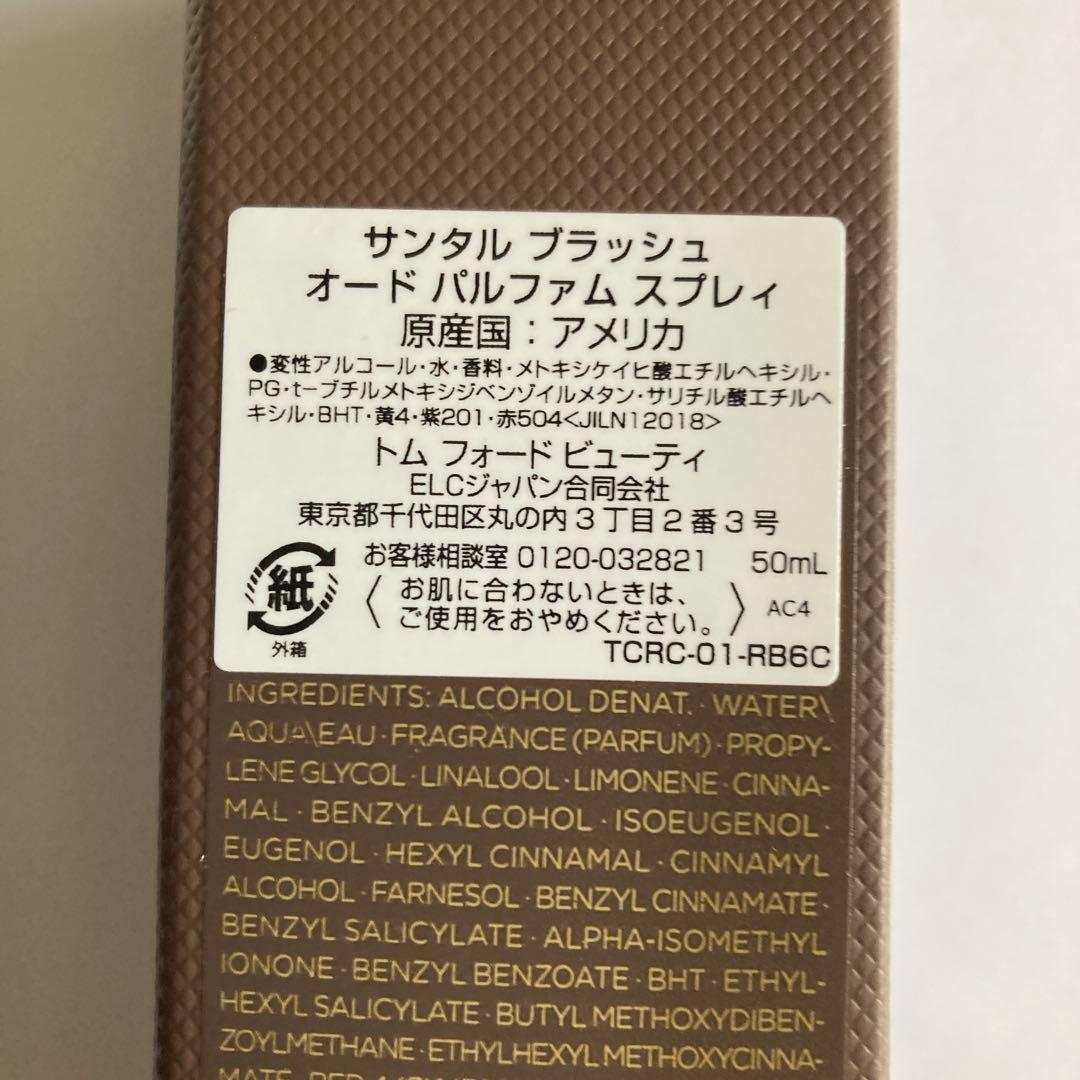 サンタル ブラッシュ
オード パルファム スプレィ
原産国：アメリカ
●変性アルコール・水・香料・メトキシケイヒ酸エチルヘキシル・
PG・t-ブチルメトキシジベンゾイルメタン・サリチル酸エチルヘ
キシル・BHT・黄4・紫201・赤504<JILN12018>
トム フォード ビューティ
ELCジャパン合同会社
東京都千代田区丸の内3丁目2番3号
お客様相談室 0120-032821 50mL
紙
外箱
〈お肌に合わないときは、
ご使用をおやめください。〉 AC4
TCRC-01-RB6C
INGREDIENTS: ALCOHOL DENAT. · WATER\
AQUA\EAU · FRAGRANCE (PARFUM) · PROPY-
LENE GLYCOL · LINALOOL · LIMONENE · CINNA-
MAL · BENZYL ALCOHOL · ISOEUGENOL ·
EUGENOL · HEXYL CINNAMAL · CINNAMYL
ALCOHOL · FARNESOL · BENZYL CINNAMATE ·
BENZYL SALICYLATE · ALPHA-ISOMETHYL
IONONE · BENZYL BENZOATE · BHT · ETHYL-
HEXYL SALICYLATE · BUTYL METHOXYDIBEN-
ZOYLMETHANE · ETHYLHEXYL METHOXYCINNA-
MATE · RED